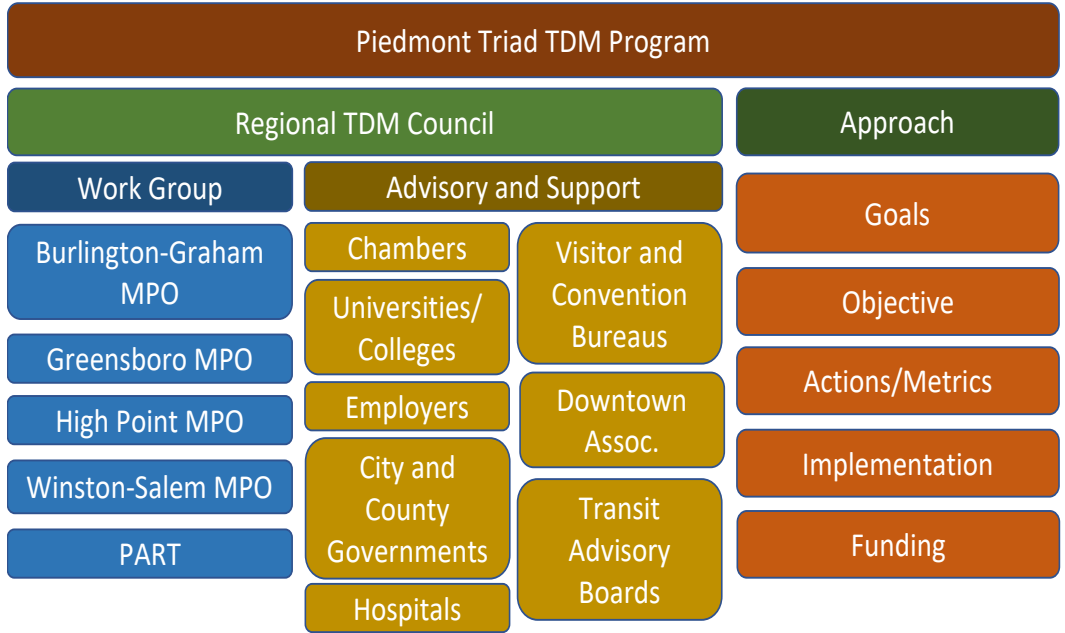 Piedmont Triad TDM Program
Regional TDM Council
Approach
Work Group
Advisory and Support
Burlington-Graham
MPO
Greensboro MPO
High Point MPO
Winston-Salem MPO
PART
Chambers
Universities/
Colleges
Employers
City and
County
Governments
Hospitals
Visitor and
Convention
Bureaus
Downtown
Assoc.
Transit
Advisory
Boards
Goals
Objective
Actions/Metrics
Implementation
Funding